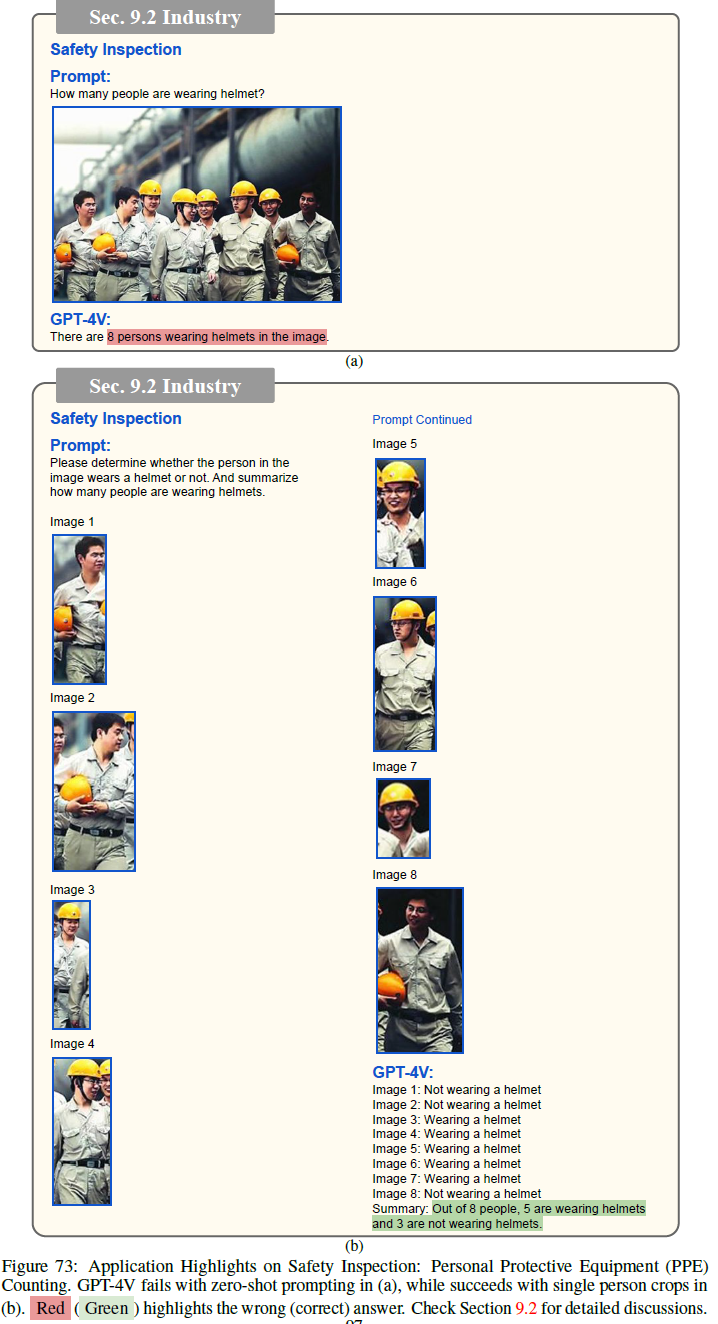 Sec. 9.2 Industry
Safety Inspection
Prompt:
How many people are wearing helmet?
GPT-4V:
There are 8 persons wearing helmets in the image.
(a)
Sec. 9.2 Industry
Safety Inspection
Prompt:
Please determine whether the person in the
image wears a helmet or not. And summarize
how many people are wearing helmets.
Image 1
Image 2
Image 3
Image 4
Prompt Continued
Image 5
Image 6
Image 7
Image 8
GPT-4V:
Image 1: Not wearing a helmet
Image 2: Not wearing a helmet
Image 3: Wearing a helmet
Image 4: Wearing a helmet
Image 5: Wearing a helmet
Image 6: Wearing a helmet
Image 7: Wearing a helmet
Image 8: Not wearing a helmet
Summary: Out of 8 people, 5 are wearing helmets
and 3 are not wearing helmets.
(b)
Figure 73: Application Highlights on Safety Inspection: Personal Protective Equipment (PPE)
Counting. GPT-4V fails with zero-shot prompting in (a), while succeeds with single person crops in
(b). Red (Green) highlights the wrong (correct) answer. Check Section 9.2 for detailed discussions.